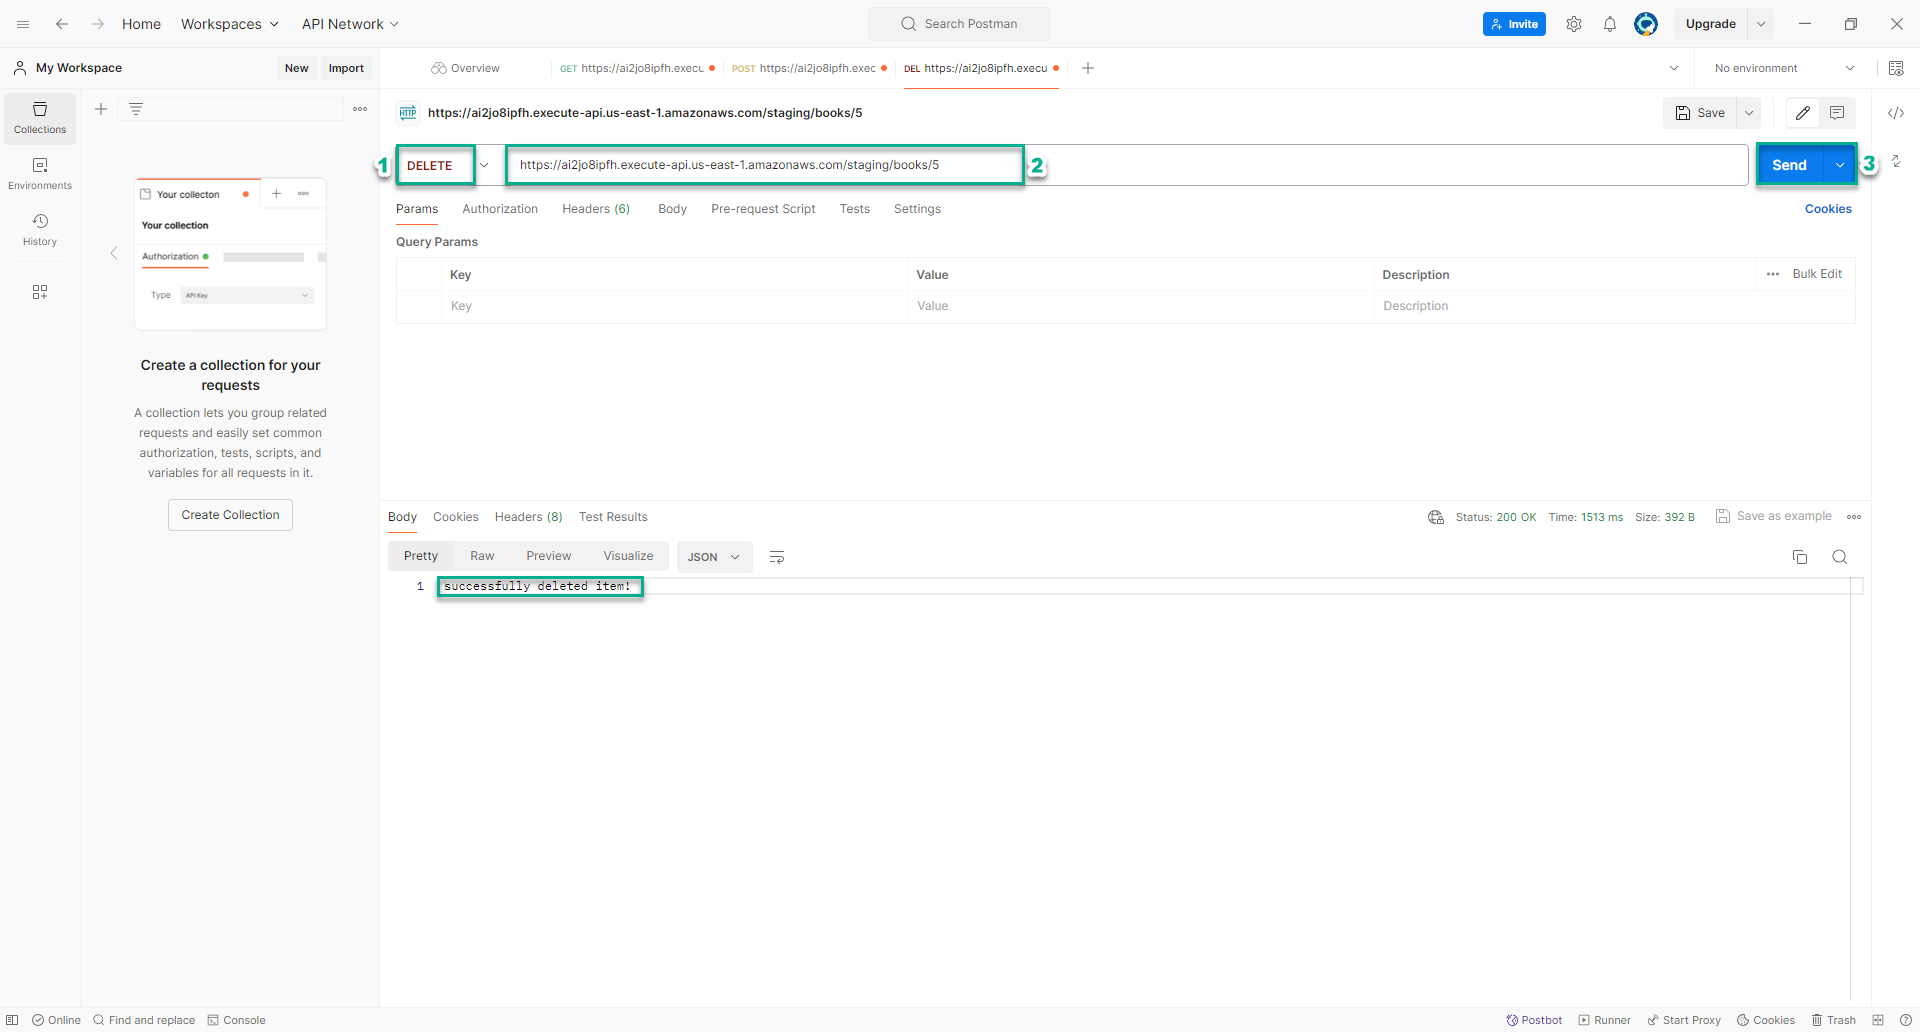 Home Workspaces API Network Search Postman Invite Upgrade
My Workspace New Import Overview GET https://ai2jo8ipfh.execu POST https://ai2jo8ipfh.exec DEL https://ai2jo8ipfh.execu No environment
Collections
Environments
History
Your collecton
Your collection
Authorization
Type API Key
Create a collection for your
requests
A collection lets you group related
requests and easily set common
authorization, tests, scripts, and
variables for all requests in it.
Create Collection
HTTP https://ai2jo8ipfh.execute-api.us-east-1.amazonaws.com/staging/books/5 Save
1 DELETE https://ai2jo8ipfh.execute-api.us-east-1.amazonaws.com/staging/books/5 2 Send 3
Params Authorization Headers (6) Body Pre-request Script Tests Settings Cookies
Query Params
Key Value Description Bulk Edit
Key Value Description
Body Cookies Headers (8) Test Results Status: 200 OK Time: 1513 ms Size: 392 B Save as example
Pretty Raw Preview Visualize JSON
1 successfully deleted item!
Online Find and replace Console Postbot Runner Start Proxy Cookies Trash